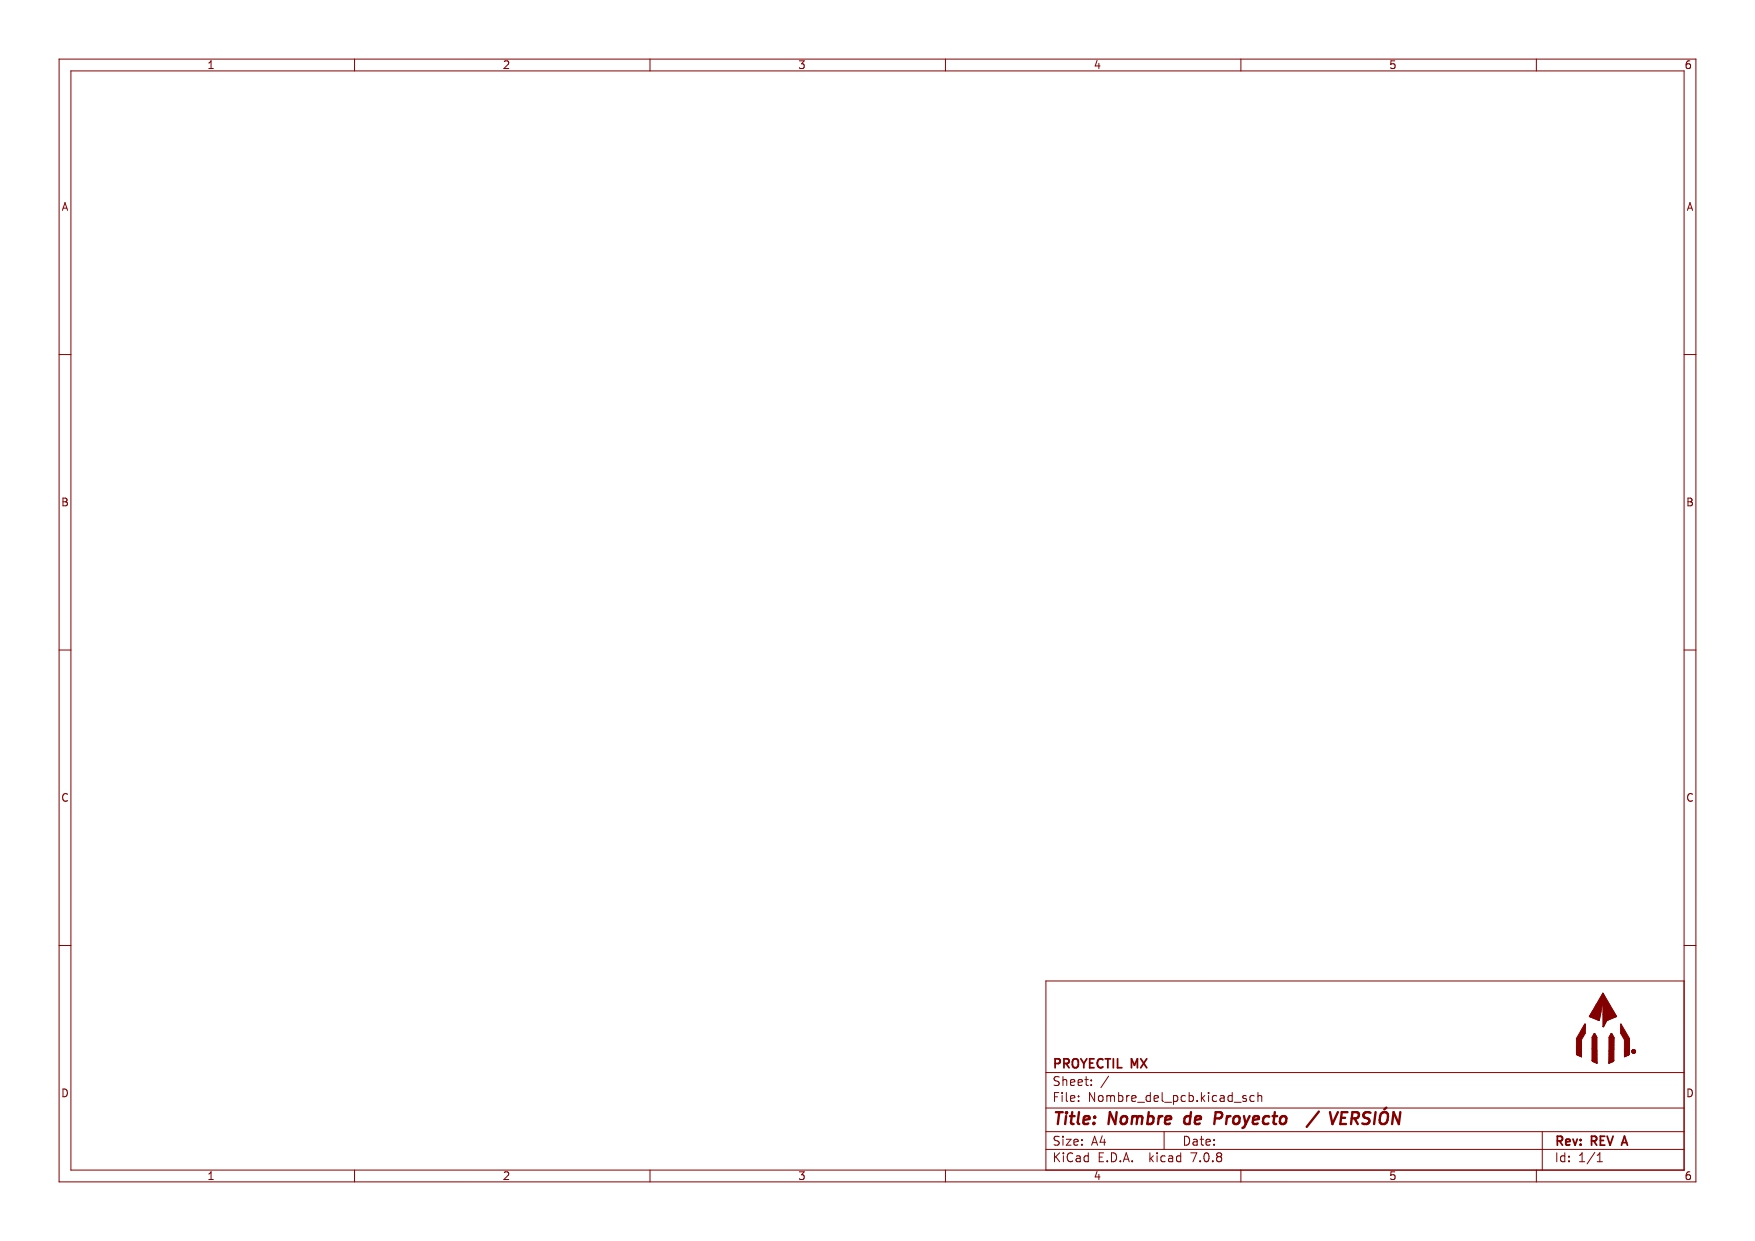 1 2 3 4 5 6
A A
B B
C C
PROYECTIL MX
Sheet: /
File: Nombre_del_pcb.kicad_sch
D D
Title: Nombre de Proyecto / VERSIÓN
Size: A4 Date: Rev: REV A
KiCad E.D.A. kicad 7.0.8 Id: 1/1
1 2 3 4 5 6